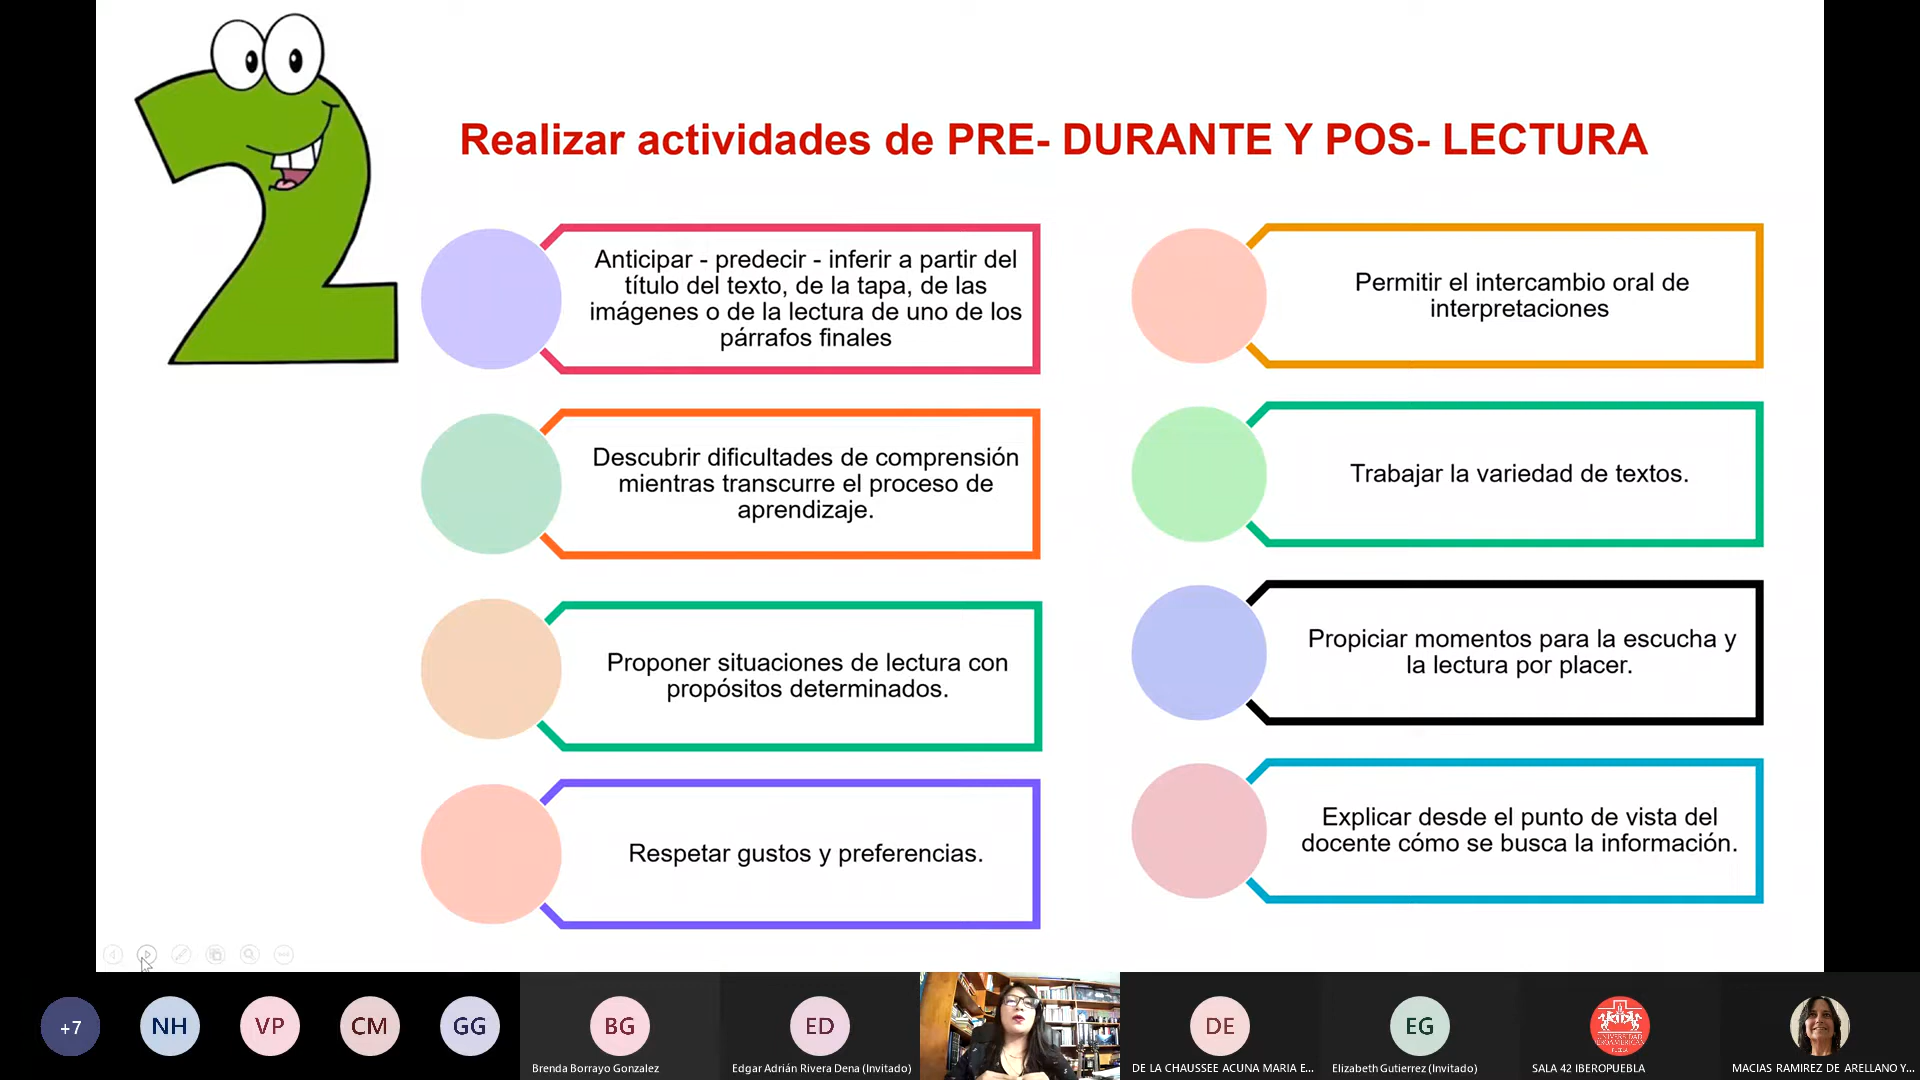 Realizar actividades de PRE- DURANTE Y POS- LECTURA
Anticipar - predecir - inferir a partir del
título del texto, de la tapa, de las
imágenes o de la lectura de uno de los
párrafos finales
Descubrir dificultades de comprensión
mientras transcurre el proceso de
aprendizaje.
Proponer situaciones de lectura con
propósitos determinados.
Respetar gustos y preferencias.
Permitir el intercambio oral de
interpretaciones
Trabajar la variedad de textos.
Propiciar momentos para la escucha y
la lectura por placer.
Explicar desde el punto de vista del
docente cómo se busca la información.
+7
NH
VP
CM
GG
BG
Brenda Borrayo Gonzalez
ED
Edgar Adrián Rivera Dena (Invitado)
DE
DE LA CHAUSSEE ACUNA MARIA E...
EG
Elizabeth Gutierrez (Invitado)
SALA 42 IBEROPUEBLA
MACIAS RAMIREZ DE ARELLANO Y...